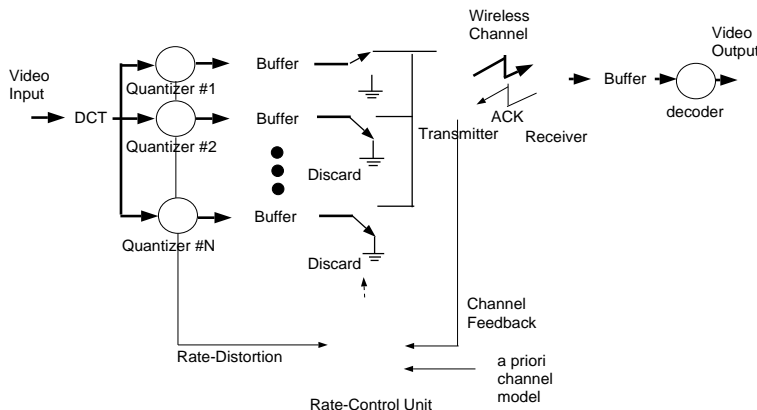 Wireless
Channel
Video
Output
Video
Input
DCT
Quantizer #1
Buffer
Buffer
decoder
Quantizer #2
Buffer
Transmitter
ACK
Receiver
Discard
Quantizer #N
Buffer
Discard
Channel
Feedback
Rate-Distortion
a priori
channel
model
Rate-Control Unit